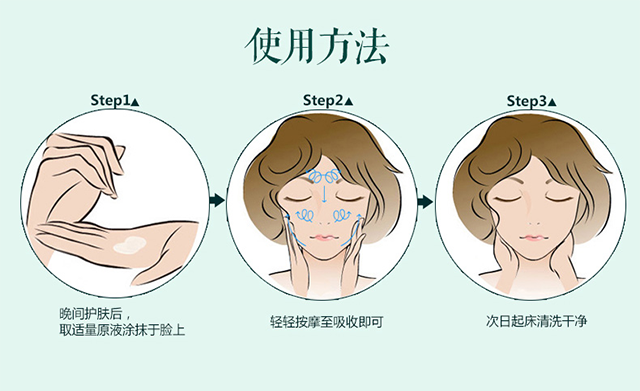 使用方法
Step1▲
Step2▲
Step3▲
晚间护肤后，
取适量原液涂抹于脸上
轻轻按摩至吸收即可
次日起床清洗干净